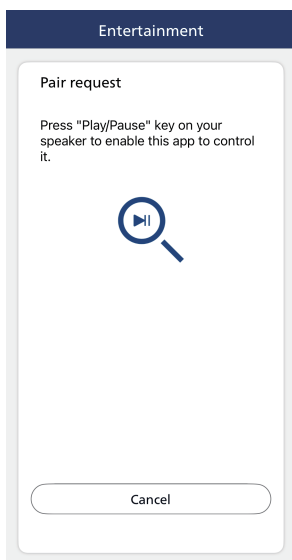 Entertainment
Pair request
Press "Play/Pause" key on your
speaker to enable this app to control
it.
Cancel